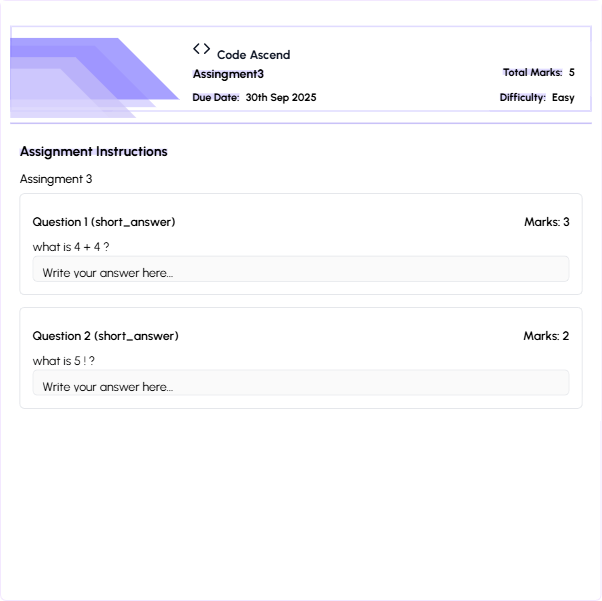 <> Code Ascend
Assingment3
Total Marks: 5
Due Date: 30th Sep 2025
Difficulty: Easy
Assignment Instructions
Assingment 3
Question 1 (short_answer)
Marks: 3
what is 4 + 4 ?
Write your answer here...
Question 2 (short_answer)
Marks: 2
what is 5 ! ?
Write your answer here...